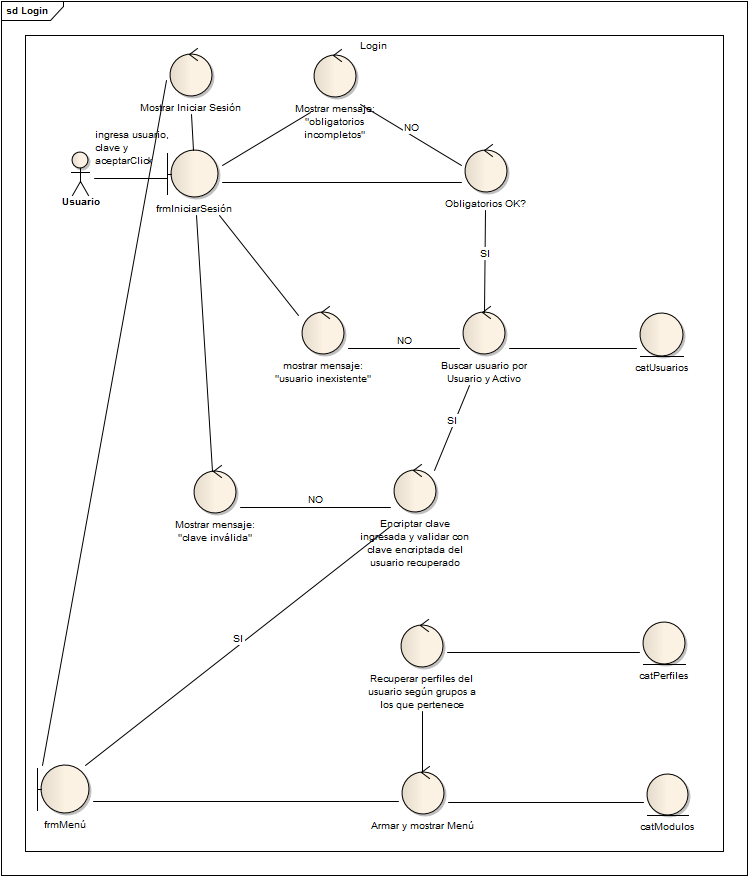 sd Login
Login
Mostrar Iniciar Sesión
Mostrar mensaje:
"obligatorios
incompletos"
NO
ingresa usuario,
clave y
aceptarClick
Usuario
frmIniciarSesión
Obligatorios OK?
SI
mostrar mensaje:
"usuario inexistente"
NO
Buscar usuario por
Usuario y Activo
catUsuarios
SI
Mostrar mensaje:
"clave inválida"
NO
Encriptar clave
ingresada y validar con
clave encriptada del
usuario recuperado
SI
Recuperar perfiles del
usuario según grupos a
los que pertenece
catPerfiles
frmMenú
Armar y mostrar Menú
catModulos